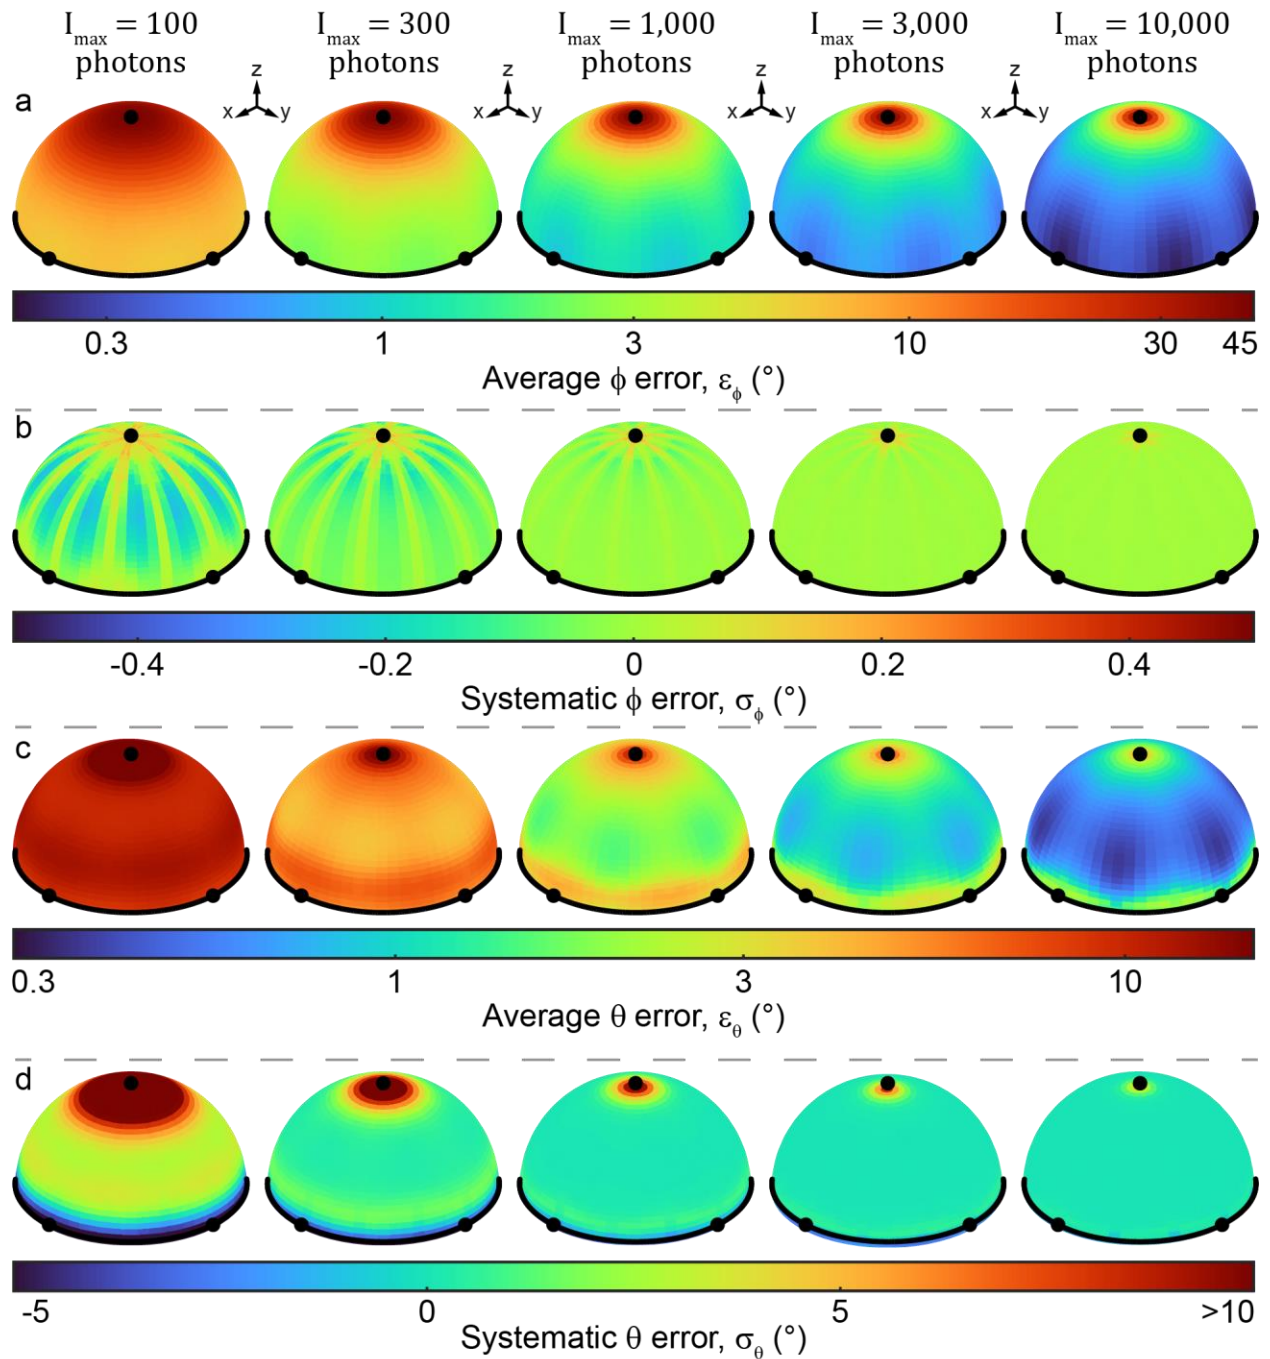 I_max = 100 I_max = 300 I_max = 1,000 I_max = 3,000 I_max = 10,000
photons photons photons photons photons
z z z z
a
x y x y x y x y
0.3 1 3 10 30 45
Average ϕ error, ε_ϕ (°)
b
-0.4 -0.2 0 0.2 0.4
Systematic ϕ error, σ_ϕ (°)
c
0.3 1 3 10
Average θ error, ε_θ (°)
d
-5 0 5 >10
Systematic θ error, σ_θ (°)